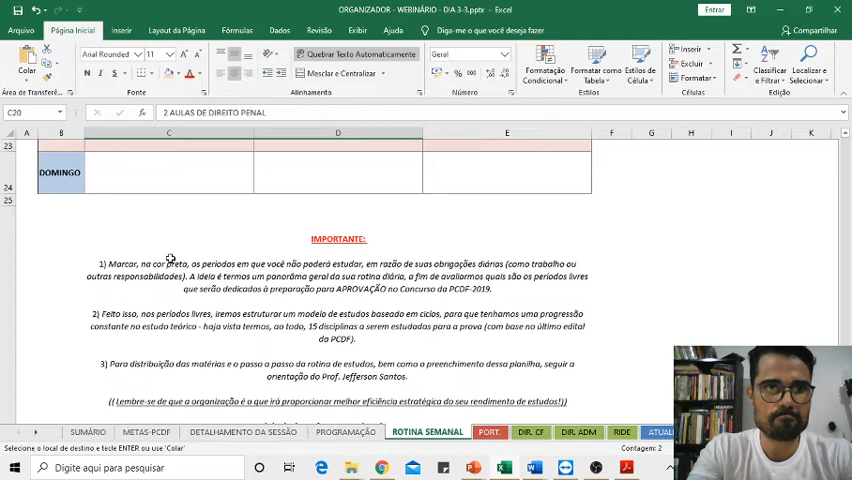 ORGANIZADOR - WEBINÁRIO - DIA 3-3.pptx - Excel
Entrar
Arquivo Página Inicial Inserir Layout da Página Fórmulas Dados Revisão Exibir Diga-me o que você deseja fazer Compartilhar
Colar
Arial Rounded 11
N I S
Quebrar Texto Automaticamente
Mesclar e Centralizar
Geral
Formatação Condicional
Formatar como Tabela
Estilos de Célula
Inserir
Excluir
Formatar
Classificar e Filtrar
Localizar e Selecionar
Área de Transferê... Fonte Alinhamento Número Estilos Células Edição
C20 2 AULAS DE DIREITO PENAL
A B C D E F G H I J K
23
24 DOMINGO
25
IMPORTANTE:
1) Marcar, na cor preta, os períodos em que você não poderá estudar, em razão de suas obrigações diárias (como trabalho ou
outras responsabilidades). A ideia é termos um panorâma geral da sua rotina diária, a fim de avaliarmos quais são os períodos livres
que serão dedicados à preparação para APROVAÇÃO no Concurso da PCDF-2019.
2) Feito isso, nos períodos livres, iremos estruturar um modelo de estudos baseado em ciclos, para que tenhamos uma progressão
constante no estudo teórico - haja vista termos, ao todo, 15 disciplinas a serem estudadas para a prova (com base no último edital
da PCDF).
3) Para distribuição das matérias e o passo a passo da rotina de estudos, bem como o preenchimento dessa planilha, seguir a
orientação do Prof. Jefferson Santos.
((Lembre-se de que a organização é o que irá proporcionar melhor eficiência estratégica do seu rendimento de estudos!))
SUMÁRIO METAS-PCDF DETALHAMENTO DA SESSÃO PROGRAMAÇÃO ROTINA SEMANAL PORT. DIR. CF DIR. ADM RIDE ATUALI
Selecione o local de destino e tecle ENTER ou use 'Colar' Contagem: 2
Digite aqui para pesquisar